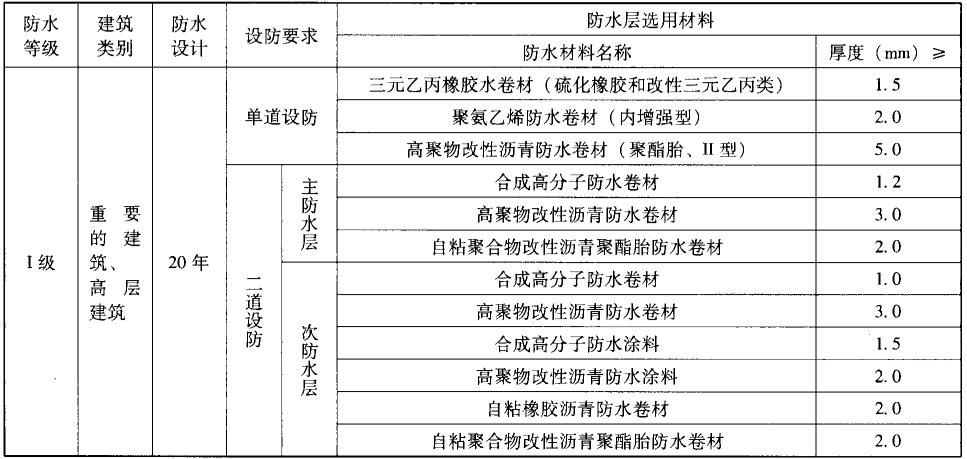 防水等级
建筑类别
防水设计
设防要求
防水层选用材料
防水材料名称
厚度（mm）≥
I级
重要的建筑、高层建筑
20年
单道设防
三元乙丙橡胶水卷材（硫化橡胶和改性三元乙丙类）
1.5
聚氨乙烯防水卷材（内增强型）
2.0
高聚物改性沥青防水卷材（聚酯胎、II型）
5.0
二道设防
主防水层
合成高分子防水卷材
1.2
高聚物改性沥青防水卷材
3.0
自粘聚合物改性沥青聚酯胎防水卷材
2.0
次防水层
合成高分子防水卷材
1.0
高聚物改性沥青防水卷材
3.0
合成高分子防水涂料
1.5
高聚物改性沥青防水涂料
2.0
自粘橡胶沥青防水卷材
2.0
自粘聚合物改性沥青聚酯胎防水卷材
2.0